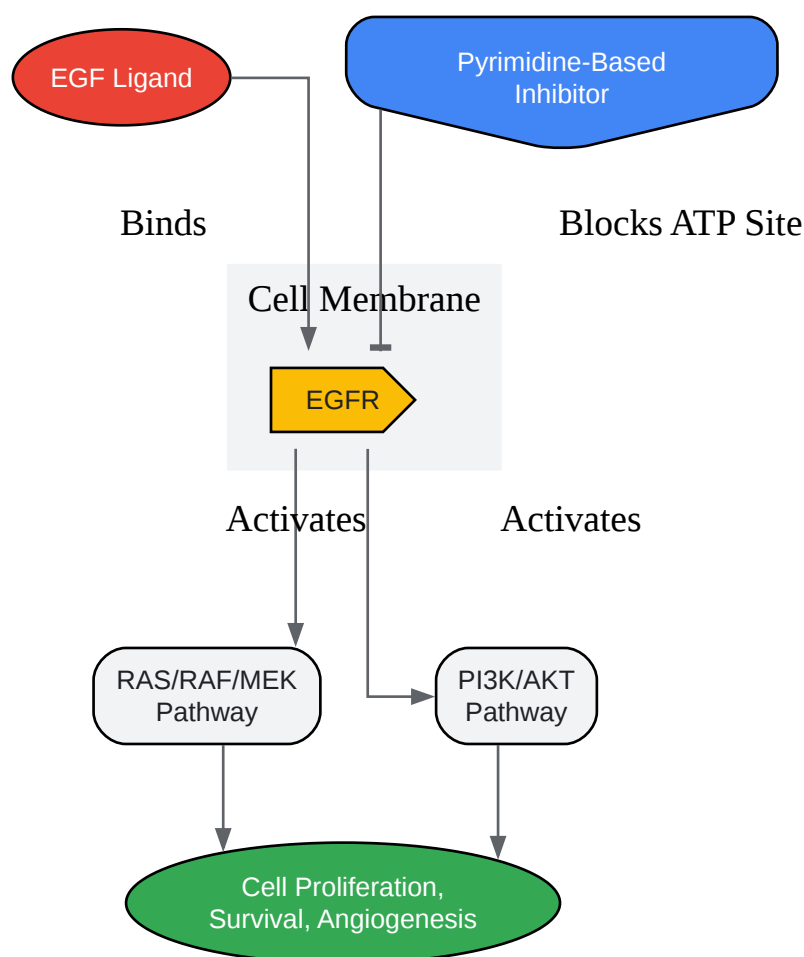 EGF Ligand
Pyrimidine-Based
Inhibitor
Binds
Blocks ATP Site
Cell Membrane
EGFR
Activates
Activates
RAS/RAF/MEK
Pathway
PI3K/AKT
Pathway
Cell Proliferation,
Survival, Angiogenesis